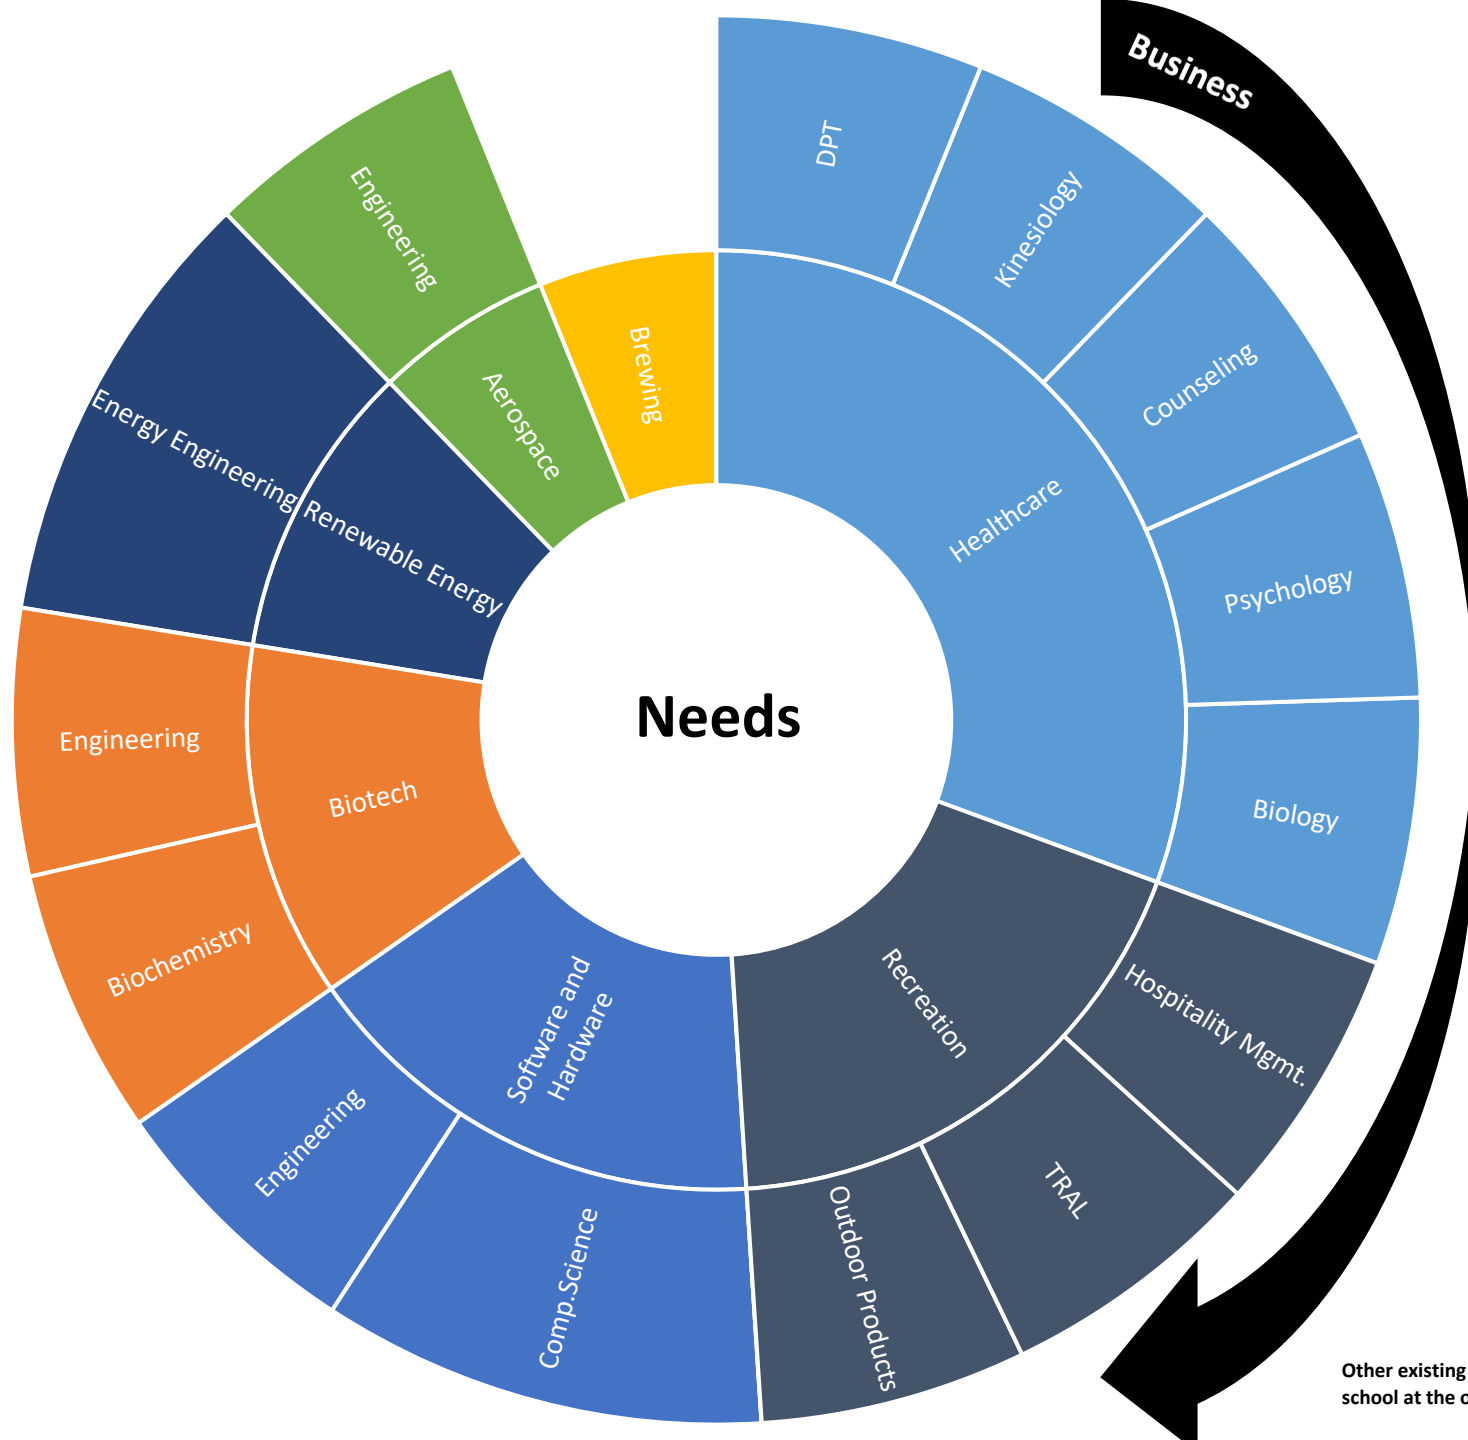 Business
DPT
Kinesiology
Counseling
Psychology
Biology
Healthcare
Hospitality Mgmt.
TRAL
Outdoor Products
Recreation
Comp.Science
Engineering
Software and
Hardware
Biochemistry
Engineering
Biotech
Energy Engineering
Renewable Energy
Engineering
Aerospace
Brewing
Needs
Other existing
school at the